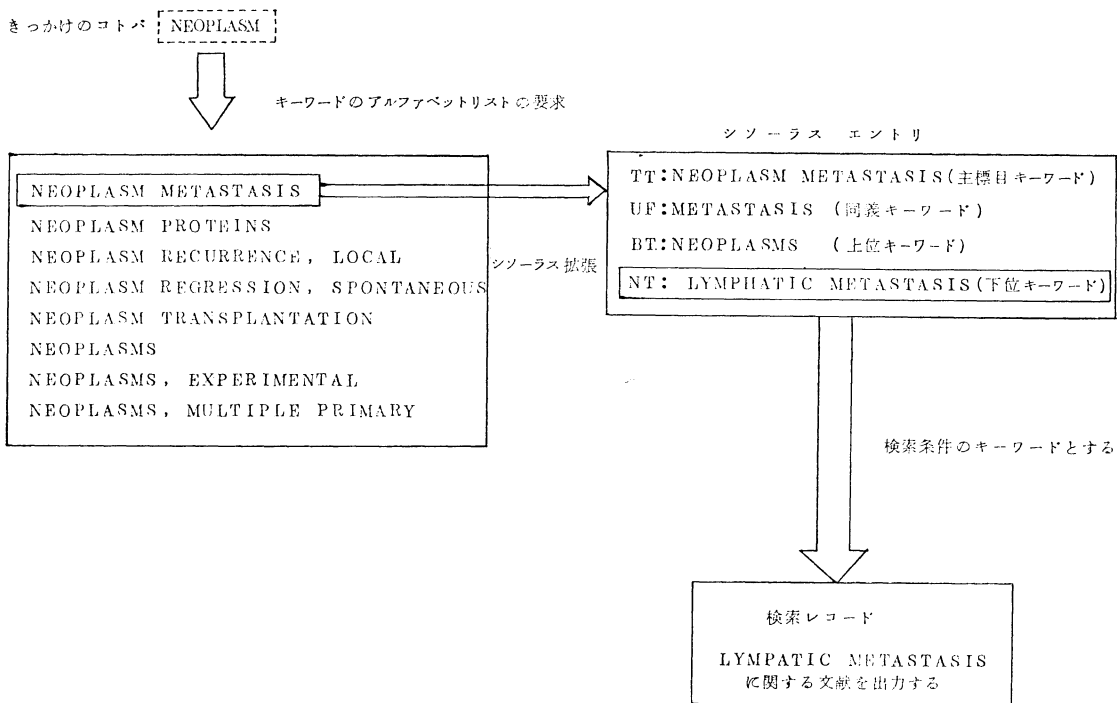 きっかけのコトバ NEOPLASM
キーワードのアルファベットリストの要求
NEOPLASM METASTASIS
NEOPLASM PROTEINS
NEOPLASM RECURRENCE, LOCAL
NEOPLASM REGRESSION, SPONTANEOUS
NEOPLASM TRANSPLANTATION
NEOPLASMS
NEOPLASMS, EXPERIMENTAL
NEOPLASMS, MULTIPLE PRIMARY
シソーラス拡張
シソーラス エントリ
TT:NEOPLASM METASTASIS(主標目キーワード)
UF:METASTASIS (同義キーワード)
BT:NEOPLASMS (上位キーワード)
NT: LYMPHATIC METASTASIS(下位キーワード)
検索条件のキーワードとする
検索レコード
LYMPATIC METASTASIS
に関する文献を出力する